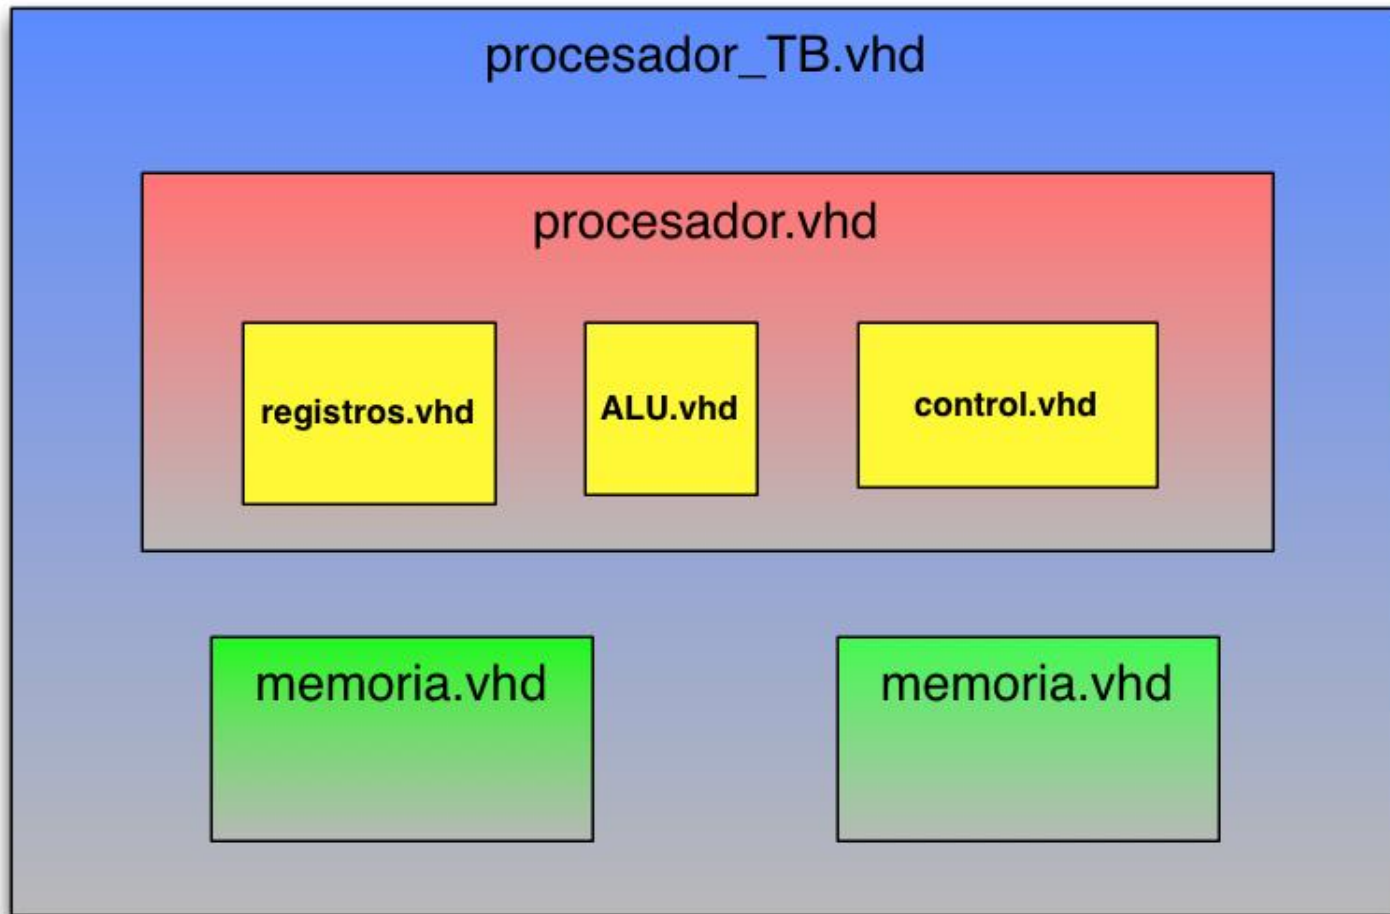 procesador_TB.vhd
procesador.vhd
registros.vhd
ALU.vhd
control.vhd
memoria.vhd
memoria.vhd